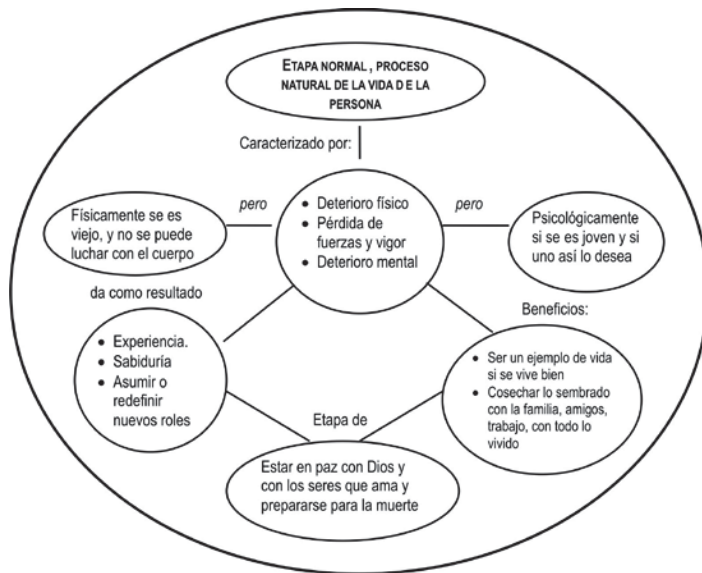 ETAPA NORMAL , PROCESO
NATURAL DE LA VIDA D E LA
PERSONA
Caracterizado por:
Físicamente se es
viejo, y no se puede
luchar con el cuerpo
pero
• Deterioro físico
• Pérdida de
fuerzas y vigor
• Deterioro mental
pero
Psicológicamente
si se es joven y si
uno así lo desea
da como resultado
• Experiencia.
• Sabiduría
• Asumir o
redefinir
nuevos roles
Beneficios:
• Ser un ejemplo de vida
si se vive bien
• Cosechar lo sembrado
con la familia, amigos,
trabajo, con todo lo
vivido
Etapa de
Estar en paz con Dios y
con los seres que ama y
prepararse para la muerte